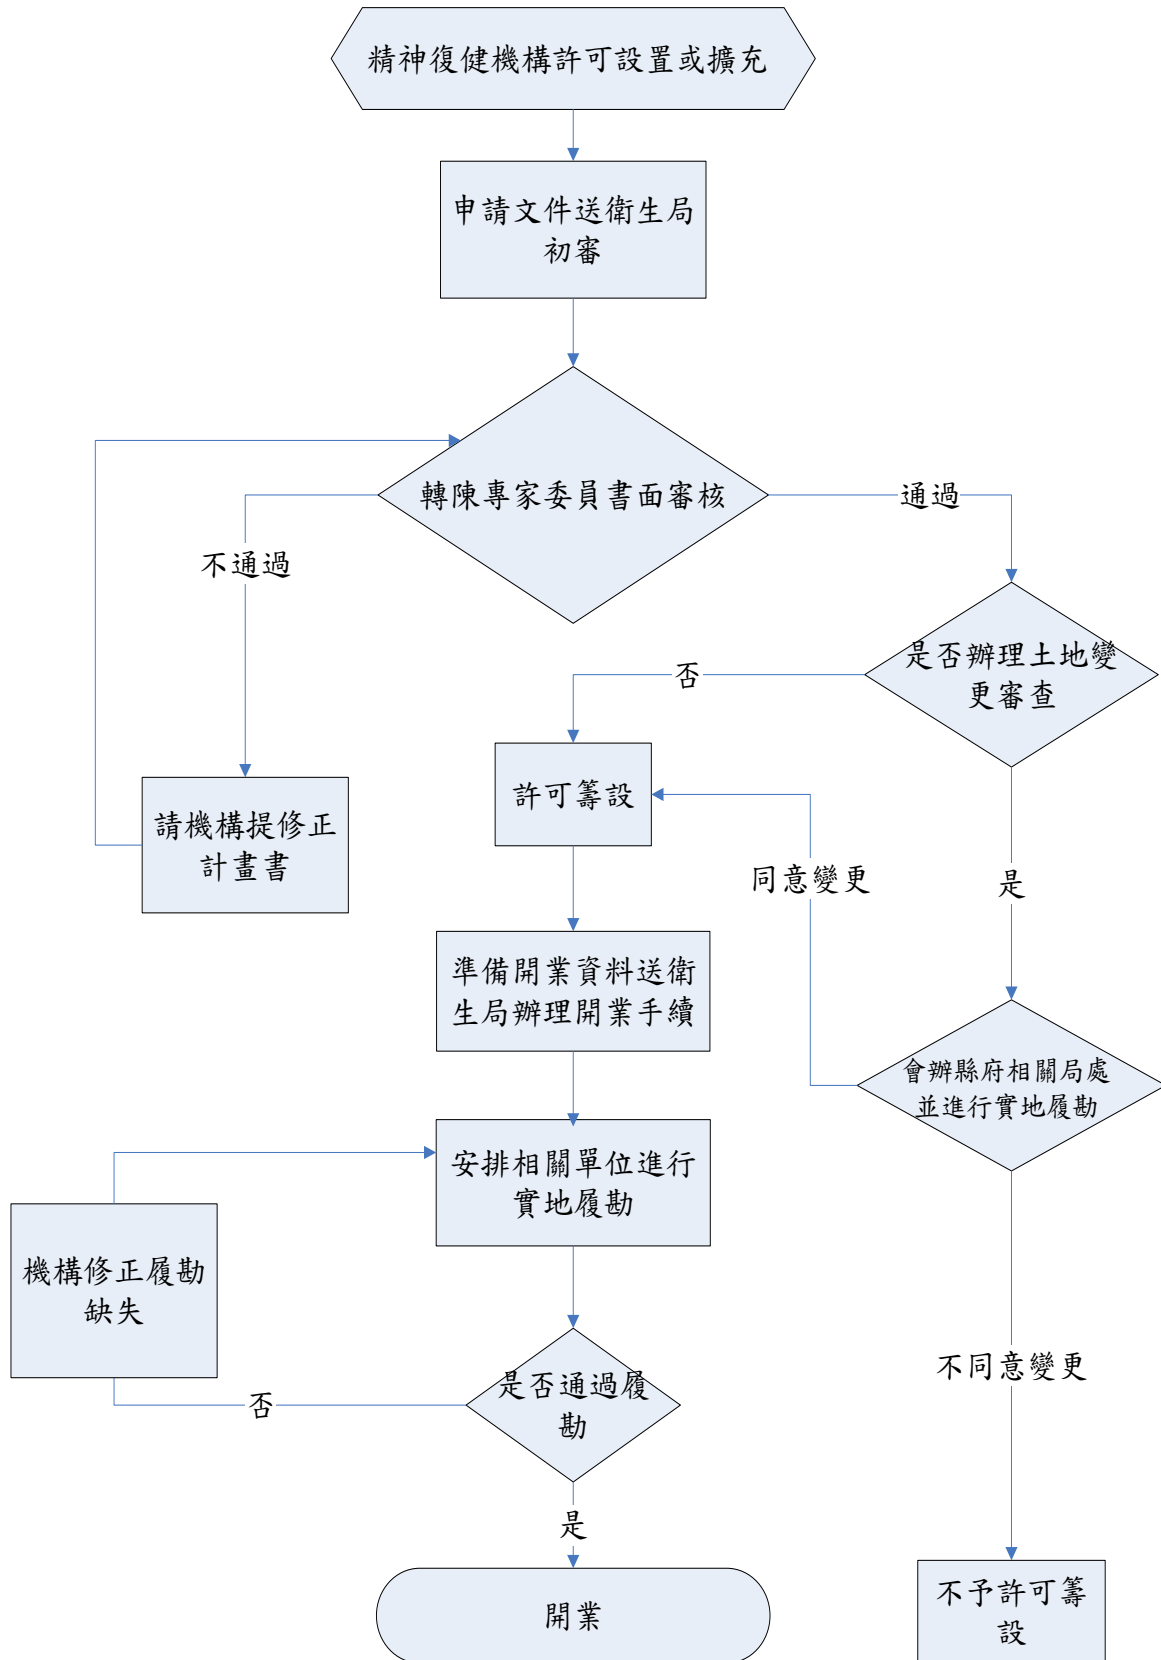 精神復健機構許可設置或擴充
申請文件送衛生局
初審
轉陳專家委員書面審核
通過
不通過
是否辦理土地變
更審查
否
許可籌設
請機構提修正
計畫書
同意變更
是
準備開業資料送衛
生局辦理開業手續
會辦縣府相關局處
並進行實地履勘
安排相關單位進行
實地履勘
機構修正履勘
缺失
不同意變更
是否通過履
勘
否
是
開業
不予許可籌
設